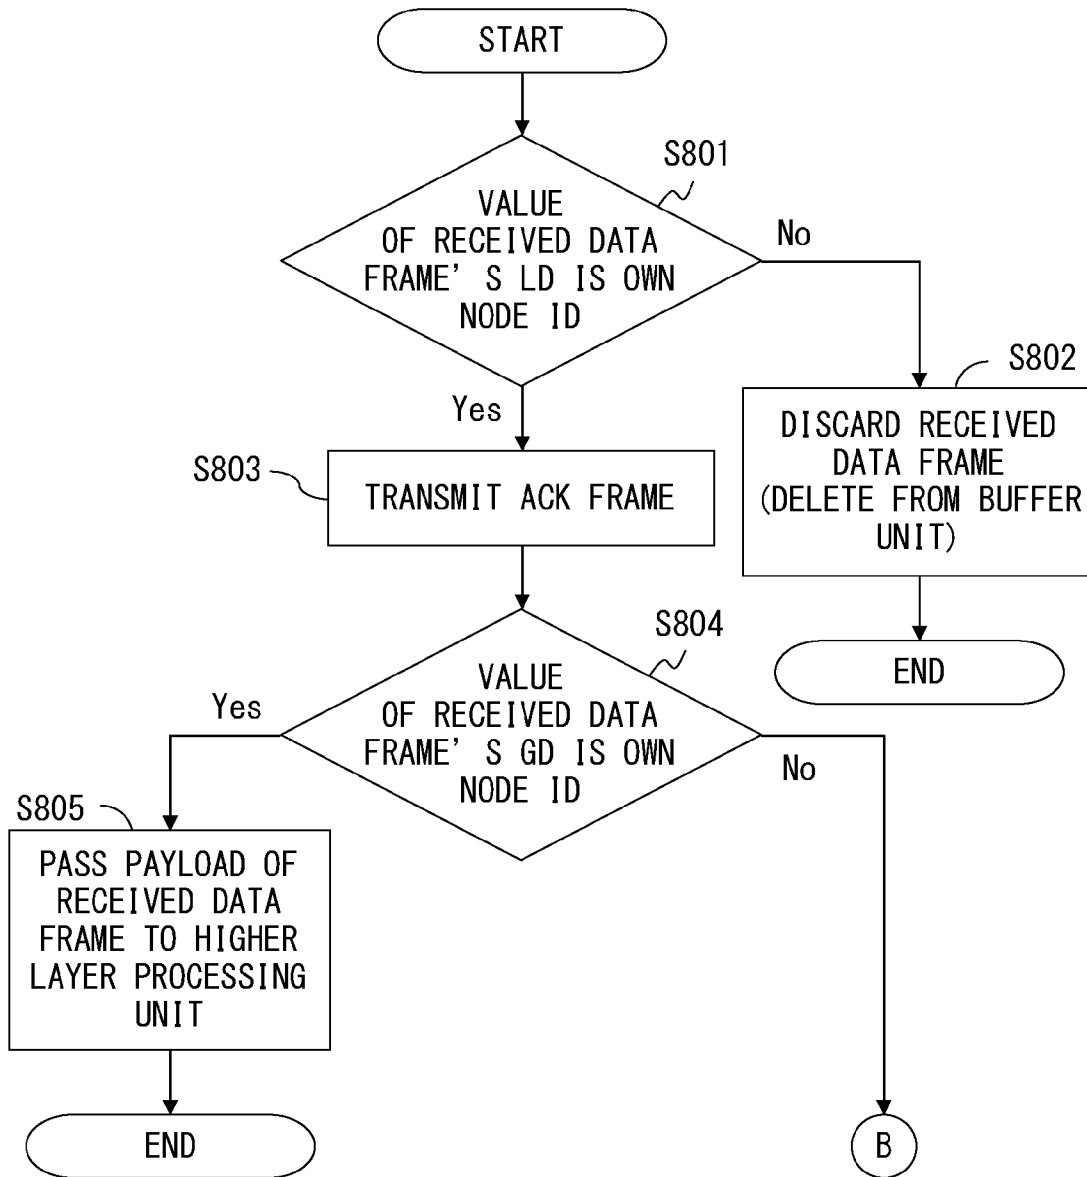 START
S801
VALUE
OF RECEIVED DATA
FRAME' S LD IS OWN
NODE ID
No
Yes
S802
DISCARD RECEIVED
DATA FRAME
(DELETE FROM BUFFER
UNIT)
END
S803
TRANSMIT ACK FRAME
S804
VALUE
OF RECEIVED DATA
FRAME' S GD IS OWN
NODE ID
Yes
No
S805
PASS PAYLOAD OF
RECEIVED DATA
FRAME TO HIGHER
LAYER PROCESSING
UNIT
END
B